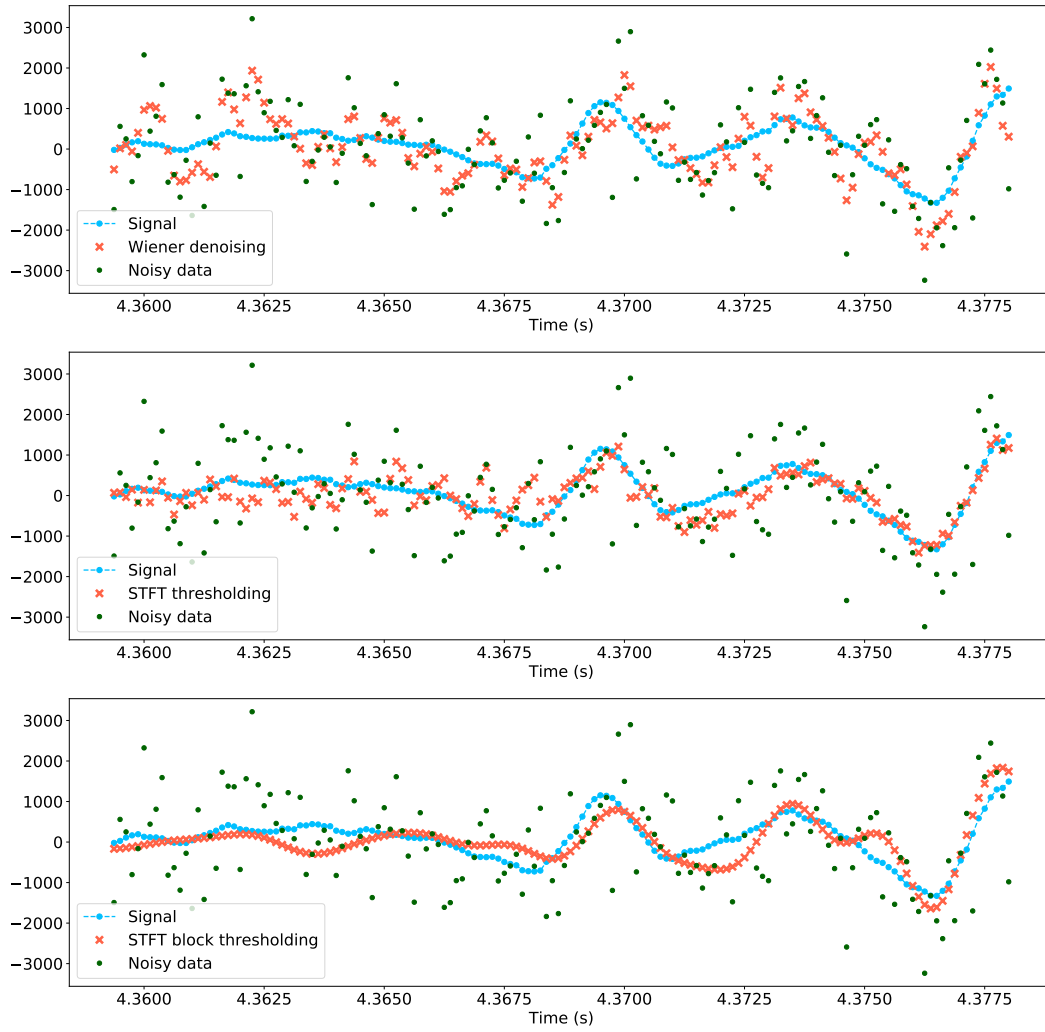 3000
2000
1000
0
−1000
−2000
−3000
Signal
Wiener denoising
Noisy data
4.3600 4.3625 4.3650 4.3675 4.3700 4.3725 4.3750 4.3775
Time (s)
3000
2000
1000
0
−1000
−2000
−3000
Signal
STFT thresholding
Noisy data
4.3600 4.3625 4.3650 4.3675 4.3700 4.3725 4.3750 4.3775
Time (s)
3000
2000
1000
0
−1000
−2000
−3000
Signal
STFT block thresholding
Noisy data
4.3600 4.3625 4.3650 4.3675 4.3700 4.3725 4.3750 4.3775
Time (s)